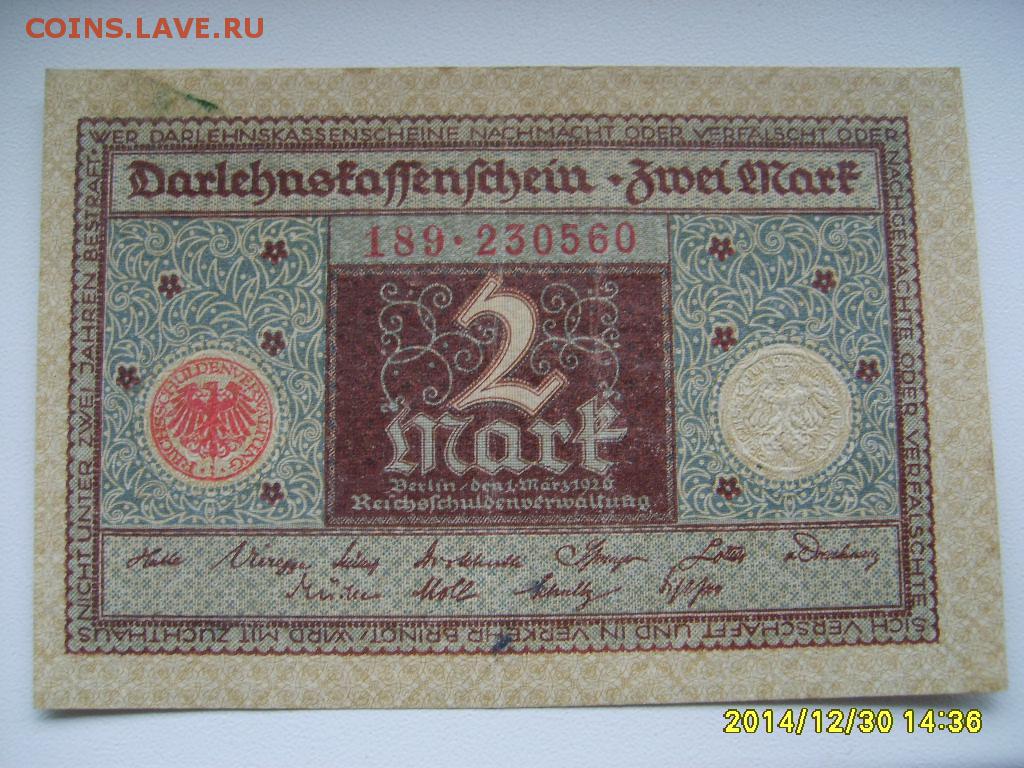 COINS.LAVE.RU
WER DARLEHNSKASSENSCHEINE NACHMACHT ODER VERFÄLSCHT ODER
NACHGEMACHTE ODER VERFÄLSCHTE
SICH VERSCHAFFT UND IN VERKEHR BRINGT, WIRD MIT ZUCHTHAUS
NICHT UNTER ZWEI JAHREN BESTRAFT
Darlehnskassenschein · Zwei Mark
189 · 230560
2
Mark
Berlin, den 1. März 1920
Reichsschuldenverwaltung
REICHSSCHULDENVERWALTUNG
2014/12/30 14:36